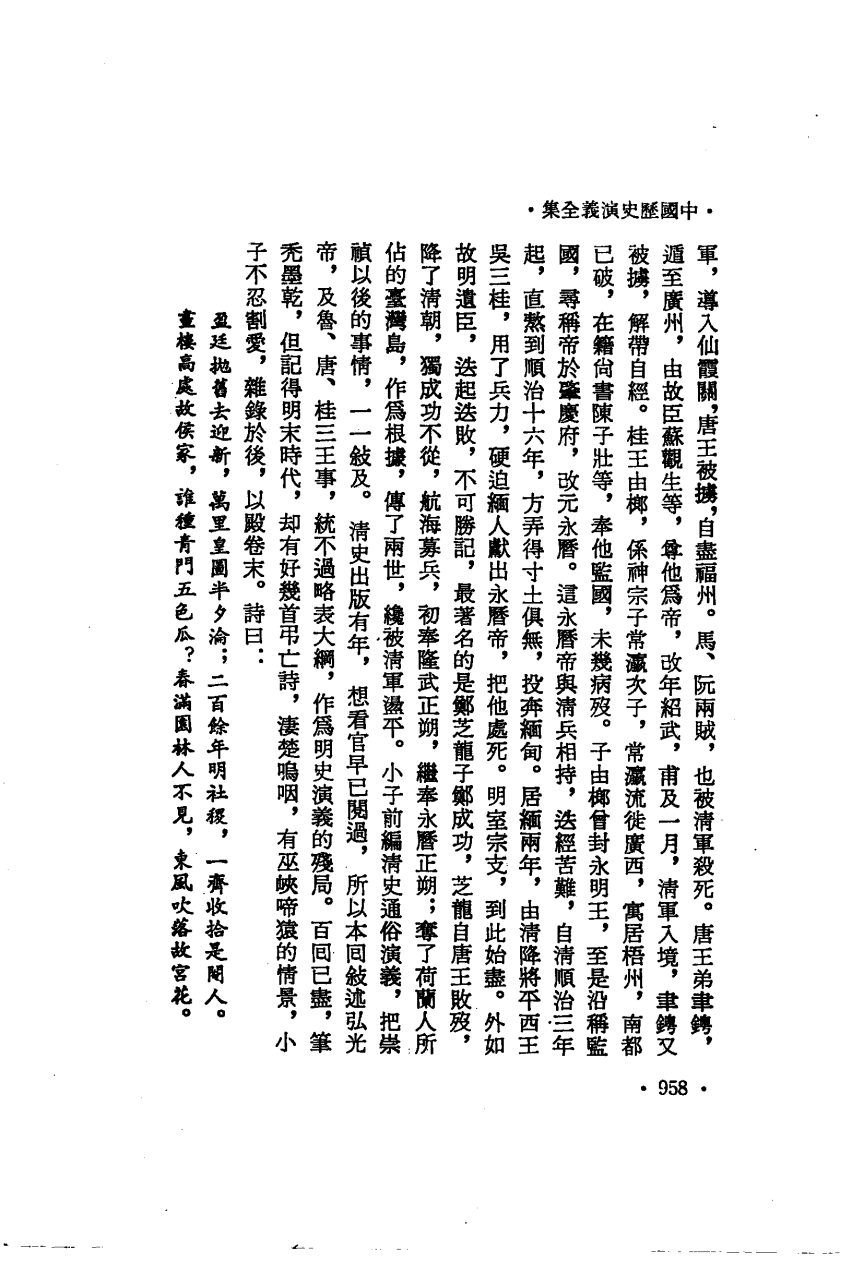 ·中國歷史演義全集·
軍，導入仙霞關，唐王被擄，自盡福州。馬、阮兩賊，也被清軍殺死。唐王弟聿𨮁，
遁至廣州，由故臣蘇觀生等，尊他爲帝，改年紹武，甫及一月，清軍入境，聿𨮁又
被擄，解帶自經。桂王由榔，係神宗子常瀛次子，常瀛流徙廣西，寓居梧州，南都
已破，在籍尙書陳子壯等，奉他監國，未幾病歿。子由榔曾封永明王，至是沿稱監
國，尋稱帝於肇慶府，改元永曆。這永曆帝與清兵相持，迭經苦難，自清順治三年
起，直熬到順治十六年，方弄得寸土俱無，投奔緬甸。居緬兩年，由清降將平西王
吳三桂，用了兵力，硬迫緬人獻出永曆帝，把他處死。明室宗支，到此始盡。外如
故明遺臣，迭起迭敗，不可勝記，最著名的是鄭芝龍子鄭成功，芝龍自唐王敗歿，
降了清朝，獨成功不從，航海募兵，初奉隆武正朔，繼奉永曆正朔；奪了荷蘭人所
佔的臺灣島，作爲根據，傳了兩世，纔被清軍盪平。小子前編清史通俗演義，把崇
禎以後的事情，一一敍及。清史出版有年，想看官早已閱過，所以本回敍述弘光
帝，及魯、唐、桂三王事，統不過略表大綱，作爲明史演義的殘局。百回已盡，筆
禿墨乾，但記得明末時代，却有好幾首弔亡詩，淒楚嗚咽，有巫峽啼猿的情景，小
子不忍割愛，雜錄於後，以殿卷末。詩曰：
盈廷拋舊去迎新，萬里皇圖半夕淪；二百餘年明社稷，一齊收拾是閹人。
畫樓高處故侯家，誰種青門五色瓜？春滿園林人不見，東風吹落故宮花。
·958·